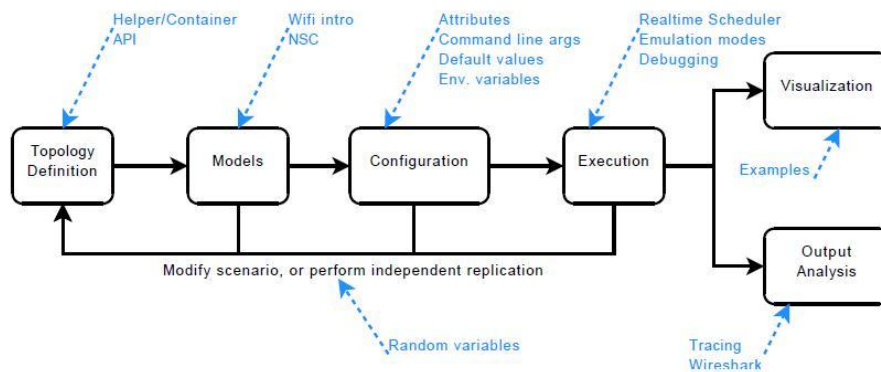 Helper/Container
API
Wifi intro
NSC
Attributes
Command line args
Default values
Env. variables
Realtime Scheduler
Emulation modes
Debugging
Visualization
Topology
Definition
Models
Configuration
Execution
Examples
Modify scenario, or perform independent replication
Output
Analysis
Random variables
Tracing
Wireshark